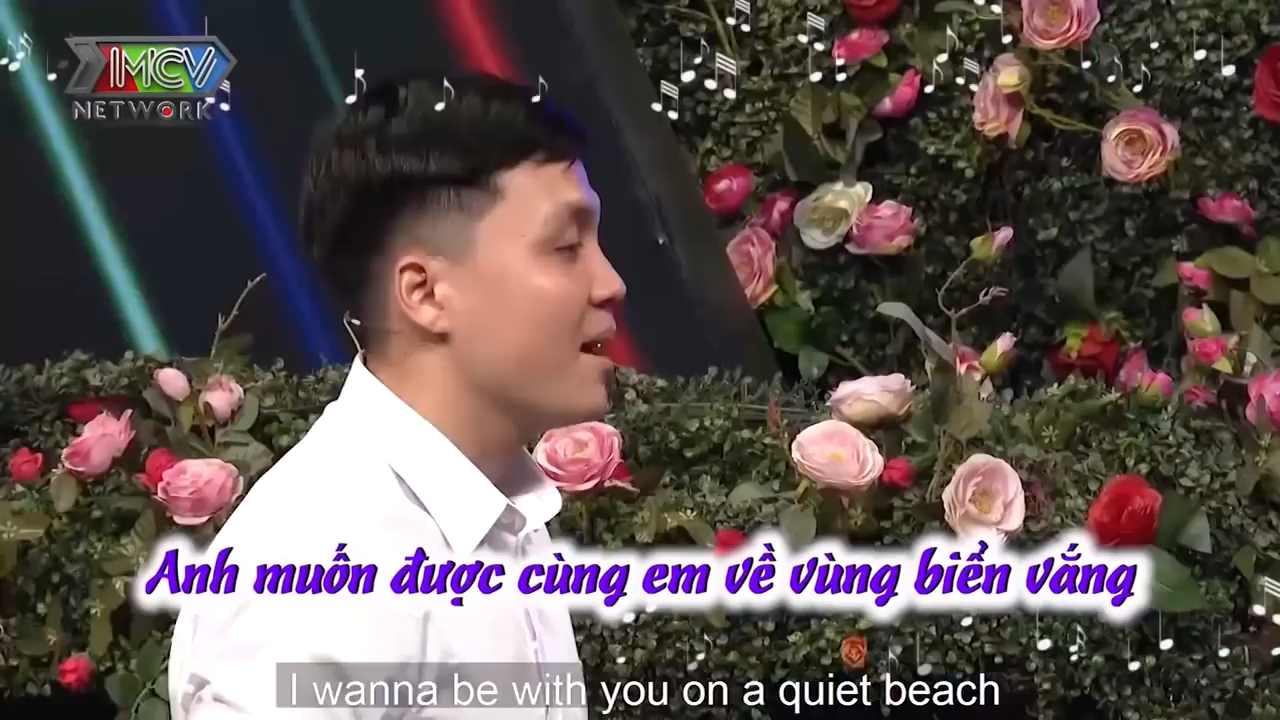 MCV
NETWORK
Anh muốn được cùng em về vùng biển vắng
I wanna be with you on a quiet beach